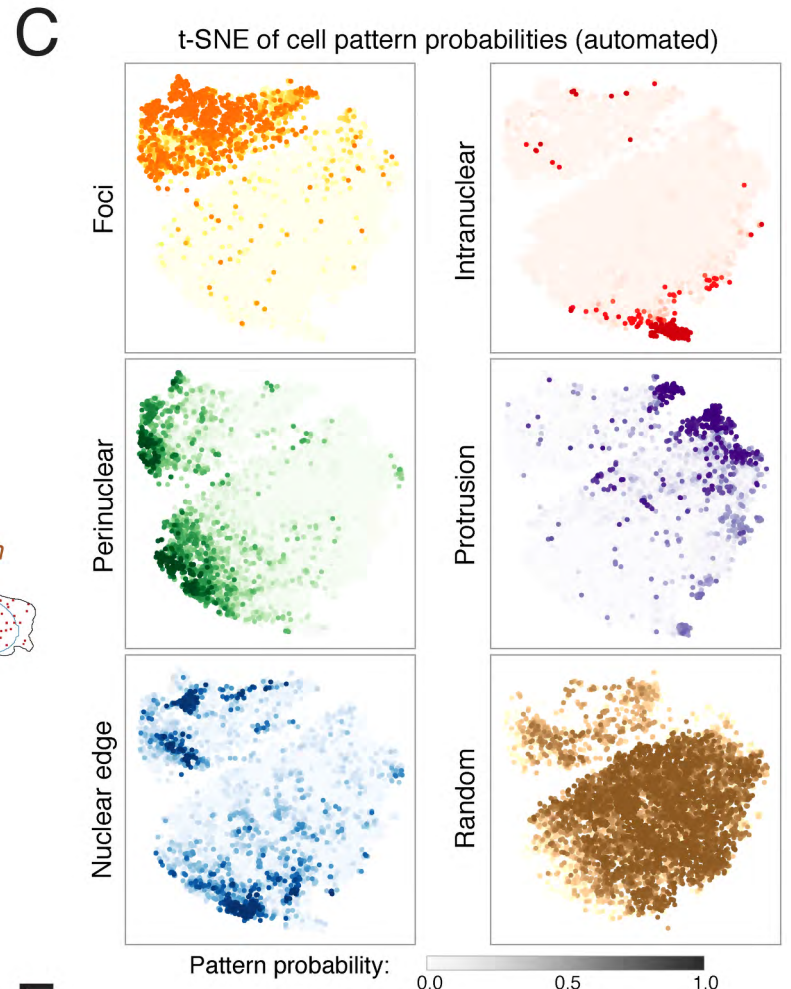 C
t-SNE of cell pattern probabilities (automated)
Foci
Intranuclear
Perinuclear
Protrusion
Nuclear edge
Random
Pattern probability:
0.0 0.5 1.0